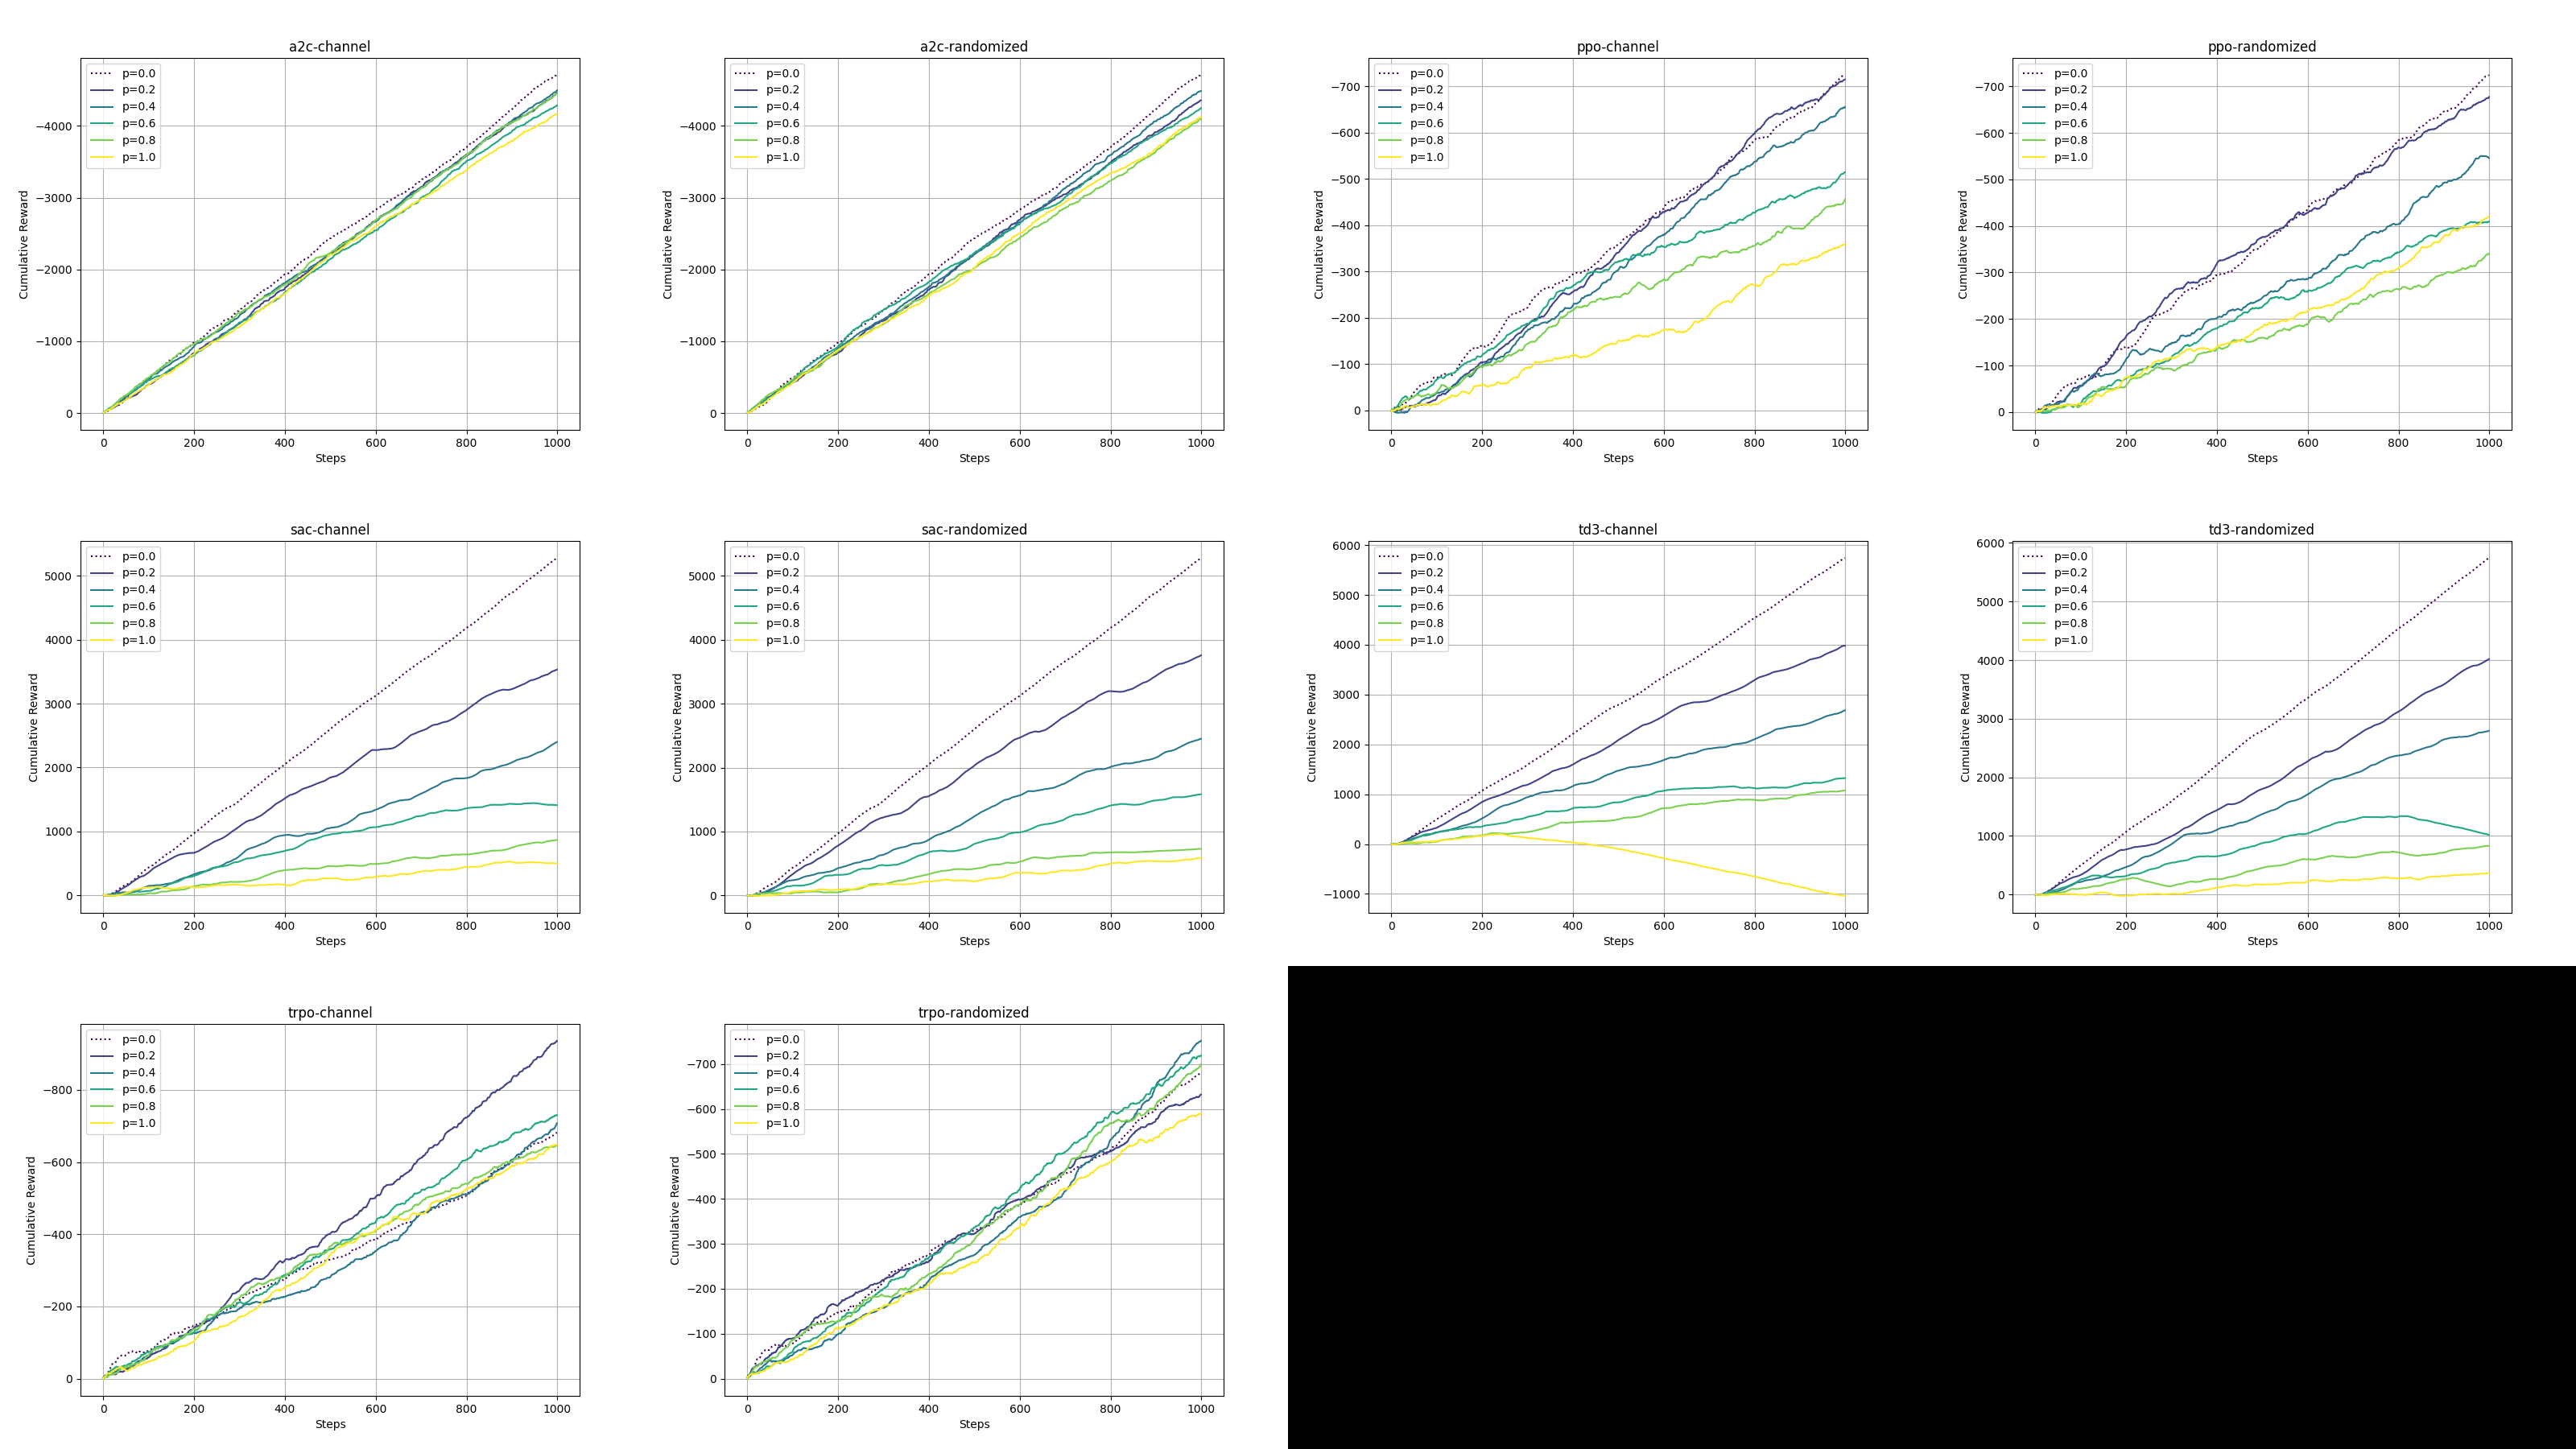 a2c-channel
p=0.0
p=0.2
p=0.4
p=0.6
p=0.8
p=1.0
−4000
−3000
−2000
−1000
0
Cumulative Reward
0 200 400 600 800 1000
Steps
a2c-randomized
p=0.0
p=0.2
p=0.4
p=0.6
p=0.8
p=1.0
−4000
−3000
−2000
−1000
0
Cumulative Reward
0 200 400 600 800 1000
Steps
ppo-channel
p=0.0
p=0.2
p=0.4
p=0.6
p=0.8
p=1.0
−700
−600
−500
−400
−300
−200
−100
0
Cumulative Reward
0 200 400 600 800 1000
Steps
ppo-randomized
p=0.0
p=0.2
p=0.4
p=0.6
p=0.8
p=1.0
−700
−600
−500
−400
−300
−200
−100
0
Cumulative Reward
0 200 400 600 800 1000
Steps
sac-channel
p=0.0
p=0.2
p=0.4
p=0.6
p=0.8
p=1.0
5000
4000
3000
2000
1000
0
Cumulative Reward
0 200 400 600 800 1000
Steps
sac-randomized
p=0.0
p=0.2
p=0.4
p=0.6
p=0.8
p=1.0
5000
4000
3000
2000
1000
0
Cumulative Reward
0 200 400 600 800 1000
Steps
td3-channel
p=0.0
p=0.2
p=0.4
p=0.6
p=0.8
p=1.0
6000
5000
4000
3000
2000
1000
0
−1000
Cumulative Reward
0 200 400 600 800 1000
Steps
td3-randomized
p=0.0
p=0.2
p=0.4
p=0.6
p=0.8
p=1.0
6000
5000
4000
3000
2000
1000
0
Cumulative Reward
0 200 400 600 800 1000
Steps
trpo-channel
p=0.0
p=0.2
p=0.4
p=0.6
p=0.8
p=1.0
−800
−600
−400
−200
0
Cumulative Reward
0 200 400 600 800 1000
Steps
trpo-randomized
p=0.0
p=0.2
p=0.4
p=0.6
p=0.8
p=1.0
−700
−600
−500
−400
−300
−200
−100
0
Cumulative Reward
0 200 400 600 800 1000
Steps